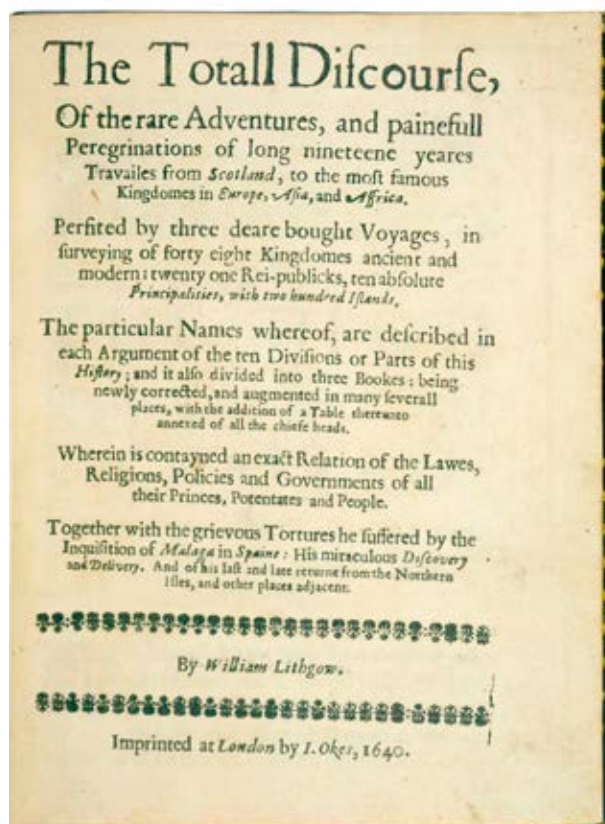 The Totall Diſcourſe,
Of the rare Adventures, and painefull
Peregrinations of long nineteene yeares
Travailes from Scotland, to the moſt famous
Kingdomes in Europe, Aſia, and Affrica.
Perfited by three deare bought Voyages, in
ſurveying of forty eight Kingdomes ancient and
modern: twenty one Rei-publicks, ten abſolute
Principalities, with two hundred Iſlands.
The particular Names whereof, are deſcribed in
each Argument of the ten Diviſions or Parts of this
Hiſtory; and it alſo divided into three Bookes: being
newly corrected, and augmented in many ſeverall
places, with the addition of a Table thereunto
annexed of all the chiefe heads.
Wherein is contayned an exact Relation of the Lawes,
Religions, Policies and Governments of all
their Princes, Potentates and People.
Together with the grievous Tortures he ſuffered by the
Inquiſition of Malaga in Spaine: His miraculous Diſcovery
and Delivery. And of his laſt and late returne from the Northern
Iſles, and other places adjacent.
By William Lithgow.
Imprinted at London by I. Okes, 1640.